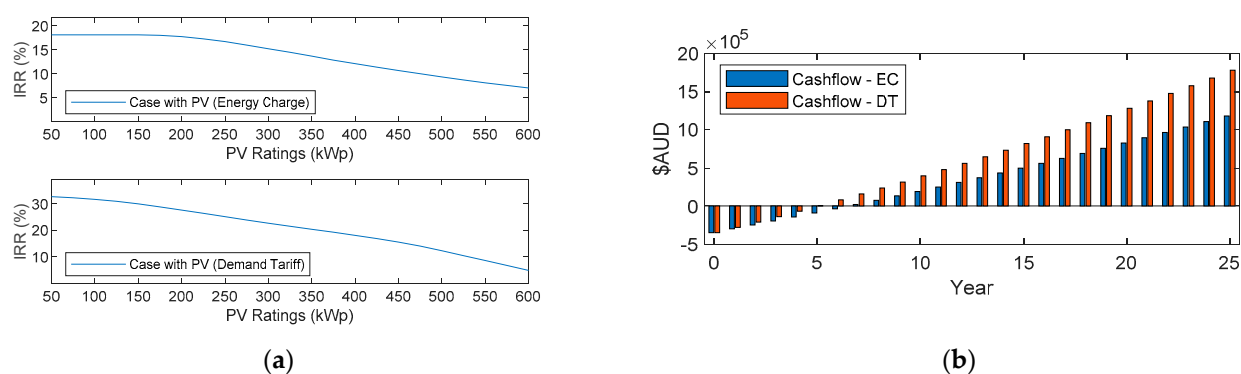 20
15
10
5
IRR (%)
Case with PV (Energy Charge)
50 100 150 200 250 300 350 400 450 500 550 600
PV Ratings (kWp)
30
20
10
IRR (%)
Case with PV (Demand Tariff)
50 100 150 200 250 300 350 400 450 500 550 600
PV Ratings (kWp)
(a)
20 ×10⁵
15
10
5
0
-5
$AUD
Cashflow - EC
Cashflow - DT
0 5 10 15 20 25
Year
(b)